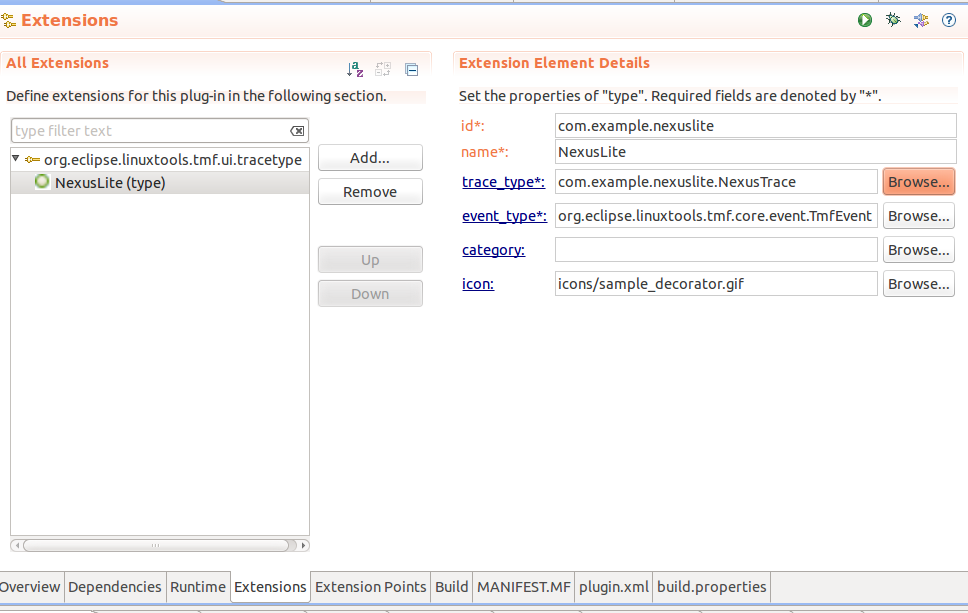 Extensions
All Extensions
Define extensions for this plug-in in the following section.
type filter text
org.eclipse.linuxtools.tmf.ui.tracetype
NexusLite (type)
Add...
Remove
Up
Down
Extension Element Details
Set the properties of "type". Required fields are denoted by "*".
id*: com.example.nexuslite
name*: NexusLite
trace_type*: com.example.nexuslite.NexusTrace Browse...
event_type*: org.eclipse.linuxtools.tmf.core.event.TmfEvent Browse...
category: Browse...
icon: icons/sample_decorator.gif Browse...
Overview Dependencies Runtime Extensions Extension Points Build MANIFEST.MF plugin.xml build.properties